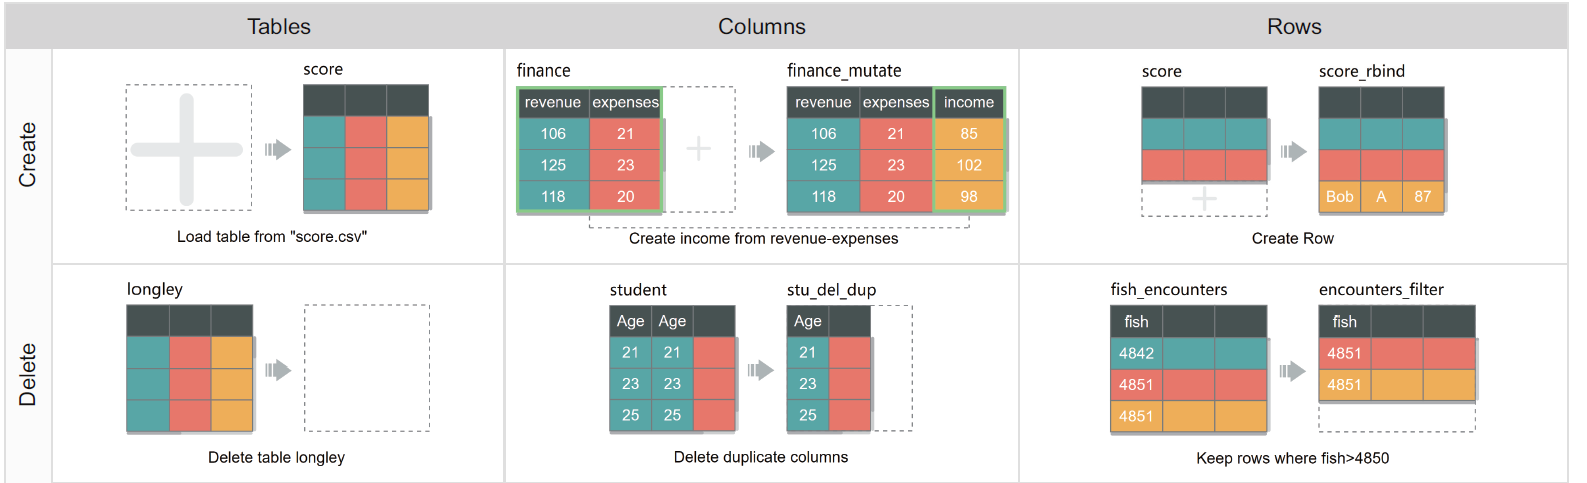 Tables Columns Rows
Create
score
Load table from "score.csv"
finance finance_mutate
revenue expenses revenue expenses income
106 21 106 21 85
125 23 125 23 102
118 20 118 20 98
Create income from revenue-expenses
score score_rbind
Bob A 87
Create Row
Delete
longley
Delete table longley
student stu_del_dup
Age Age Age
21 21 21
23 23 23
25 25 25
Delete duplicate columns
fish_encounters encounters_filter
fish fish
4842 4851
4851 4851
4851
Keep rows where fish>4850